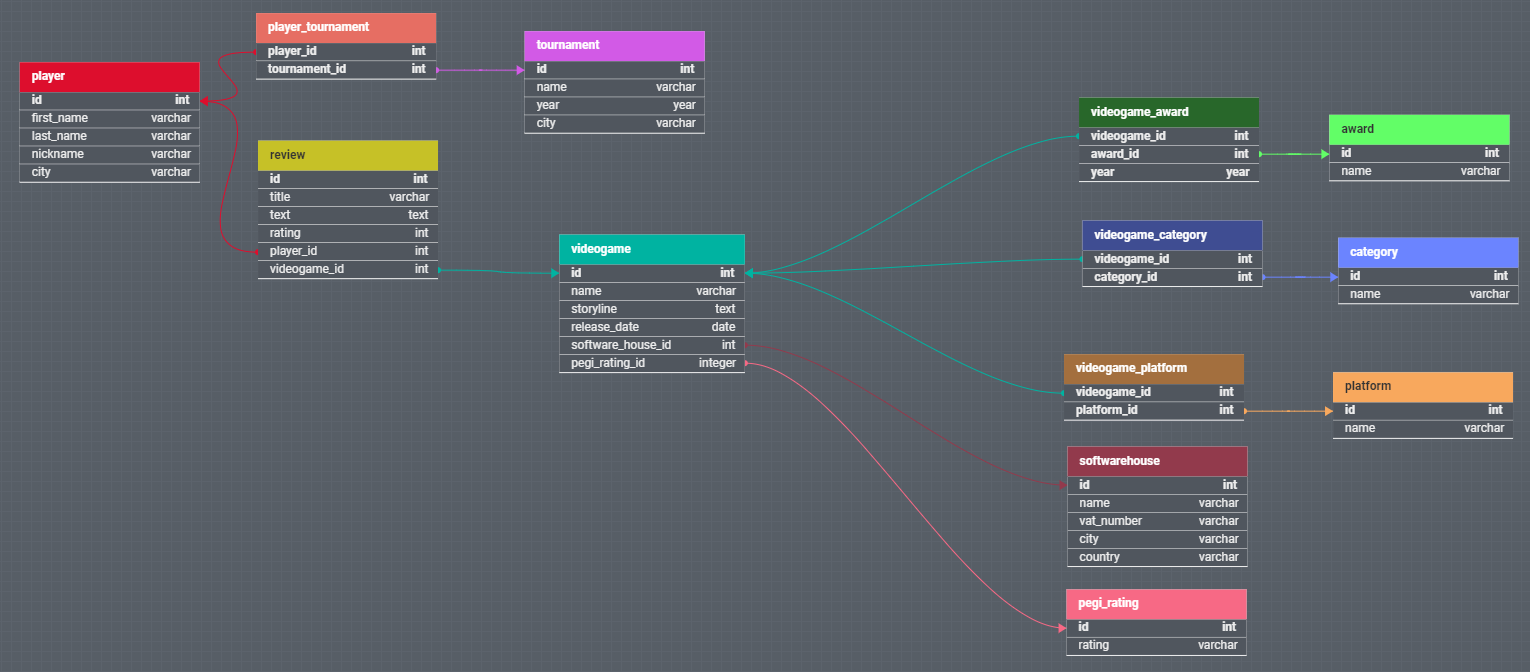 player
id int
first_name varchar
last_name varchar
nickname varchar
city varchar
player_tournament
player_id int
tournament_id int
tournament
id int
name varchar
year year
city varchar
review
id int
title varchar
text text
rating int
player_id int
videogame_id int
videogame
id int
name varchar
storyline text
release_date date
software_house_id int
pegi_rating_id integer
videogame_award
videogame_id int
award_id int
year year
award
id int
name varchar
videogame_category
videogame_id int
category_id int
category
id int
name varchar
videogame_platform
videogame_id int
platform_id int
platform
id int
name varchar
softwarehouse
id int
name varchar
vat_number varchar
city varchar
country varchar
pegi_rating
id int
rating varchar